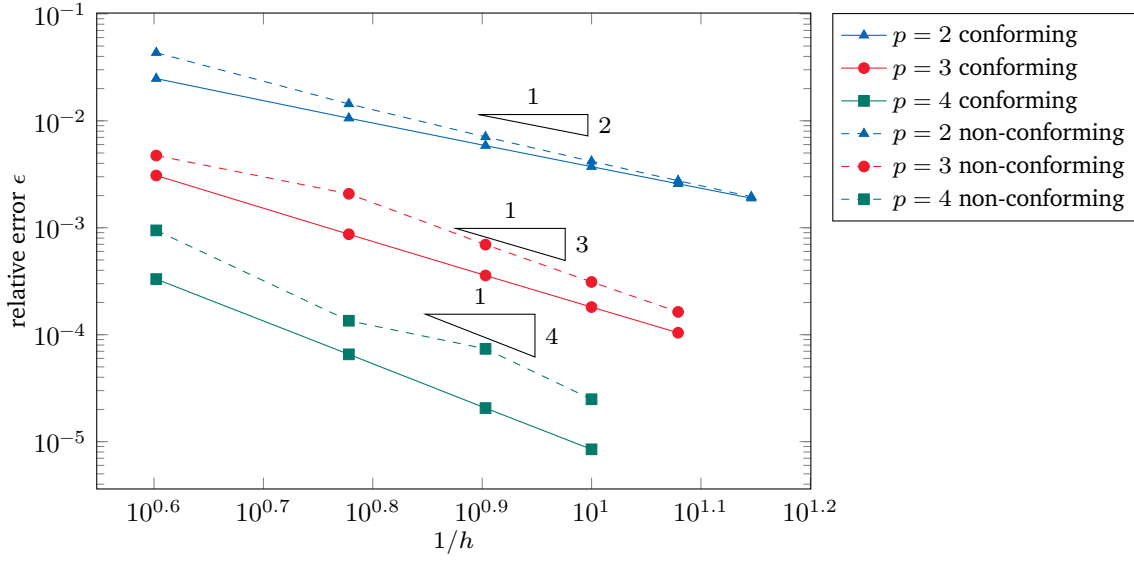 10^{-1}
10^{-2}
10^{-3}
10^{-4}
10^{-5}
relative error ϵ
1
2
1
3
1
4
10^{0.6} 10^{0.7} 10^{0.8} 10^{0.9} 10^{1} 10^{1.1} 10^{1.2}
1/h
p = 2 conforming
p = 3 conforming
p = 4 conforming
p = 2 non-conforming
p = 3 non-conforming
p = 4 non-conforming